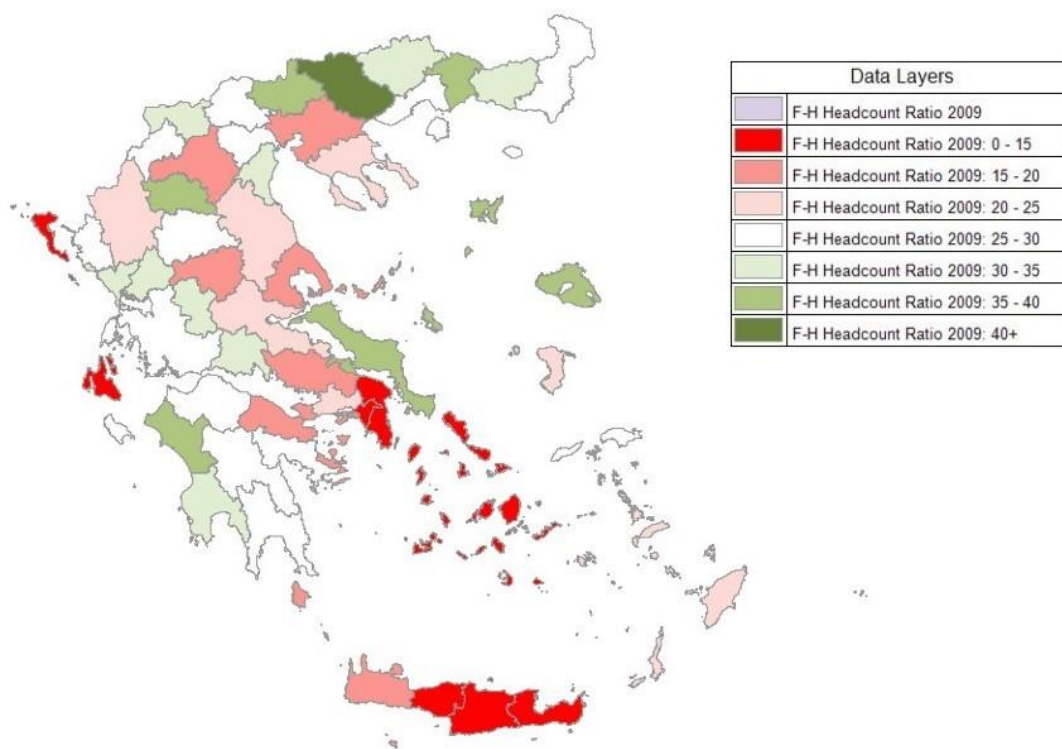 Data Layers
F-H Headcount Ratio 2009
F-H Headcount Ratio 2009: 0 - 15
F-H Headcount Ratio 2009: 15 - 20
F-H Headcount Ratio 2009: 20 - 25
F-H Headcount Ratio 2009: 25 - 30
F-H Headcount Ratio 2009: 30 - 35
F-H Headcount Ratio 2009: 35 - 40
F-H Headcount Ratio 2009: 40+